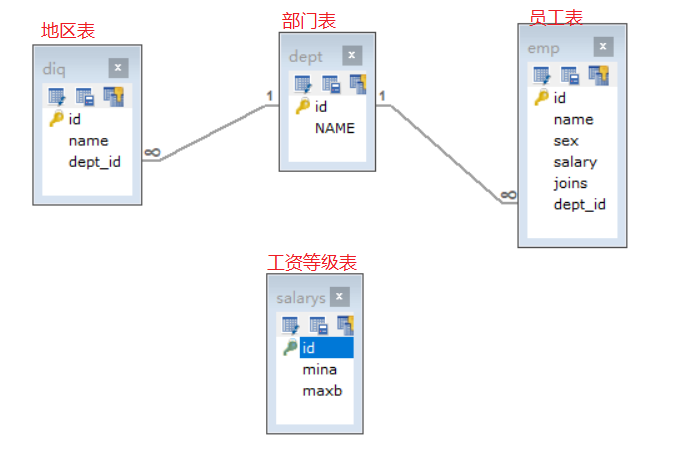 地区表
diq
id
name
dept_id
∞
1
部门表
dept
id
NAME
1
∞
员工表
emp
id
name
sex
salary
joins
dept_id
工资等级表
salarys
id
mina
maxb